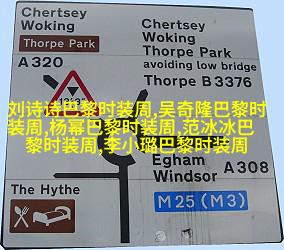 Chertsey
Woking
Thorpe Park
A320
Chertsey
Woking
Thorpe Park
avoiding low bridge
Thorpe B3376
刘诗诗巴黎时装周,吴奇隆巴黎时
装周,杨幂巴黎时装周,范冰冰巴
黎时装周,李小璐巴黎时装周
Egham
Windsor
A308
The Hythe
M25 (M3)